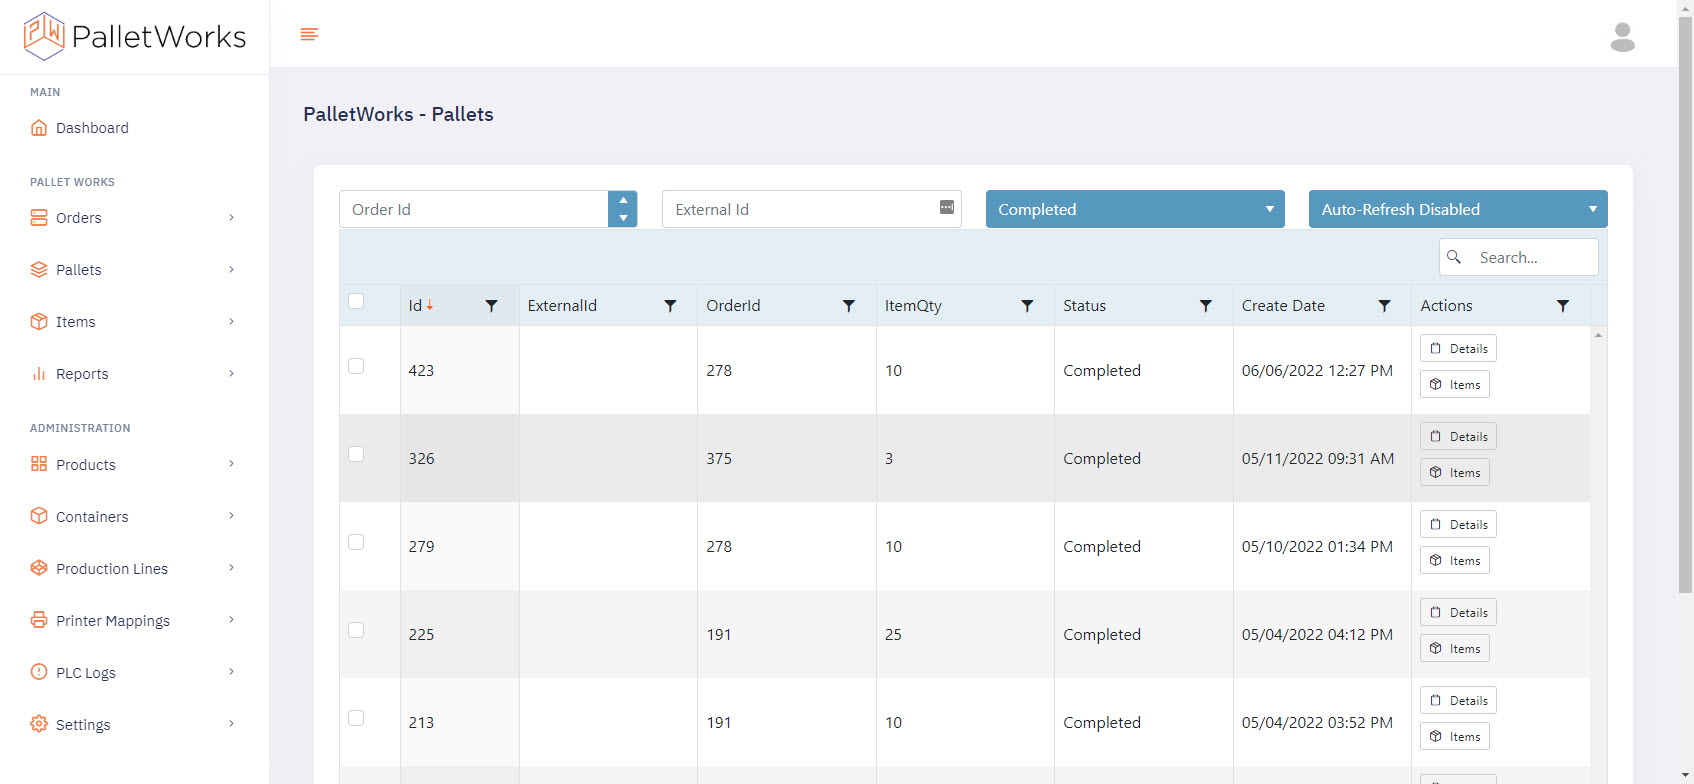 PW PalletWorks
MAIN
Dashboard
PALLET WORKS
Orders
Pallets
Items
Reports
ADMINISTRATION
Products
Containers
Production Lines
Printer Mappings
PLC Logs
Settings
PalletWorks - Pallets
Order Id External Id Completed Auto-Refresh Disabled
Search...
Id ExternalId OrderId ItemQty Status Create Date Actions
423 278 10 Completed 06/06/2022 12:27 PM Details
Items
326 375 3 Completed 05/11/2022 09:31 AM Details
Items
279 278 10 Completed 05/10/2022 01:34 PM Details
Items
225 191 25 Completed 05/04/2022 04:12 PM Details
Items
213 191 10 Completed 05/04/2022 03:52 PM Details
Items